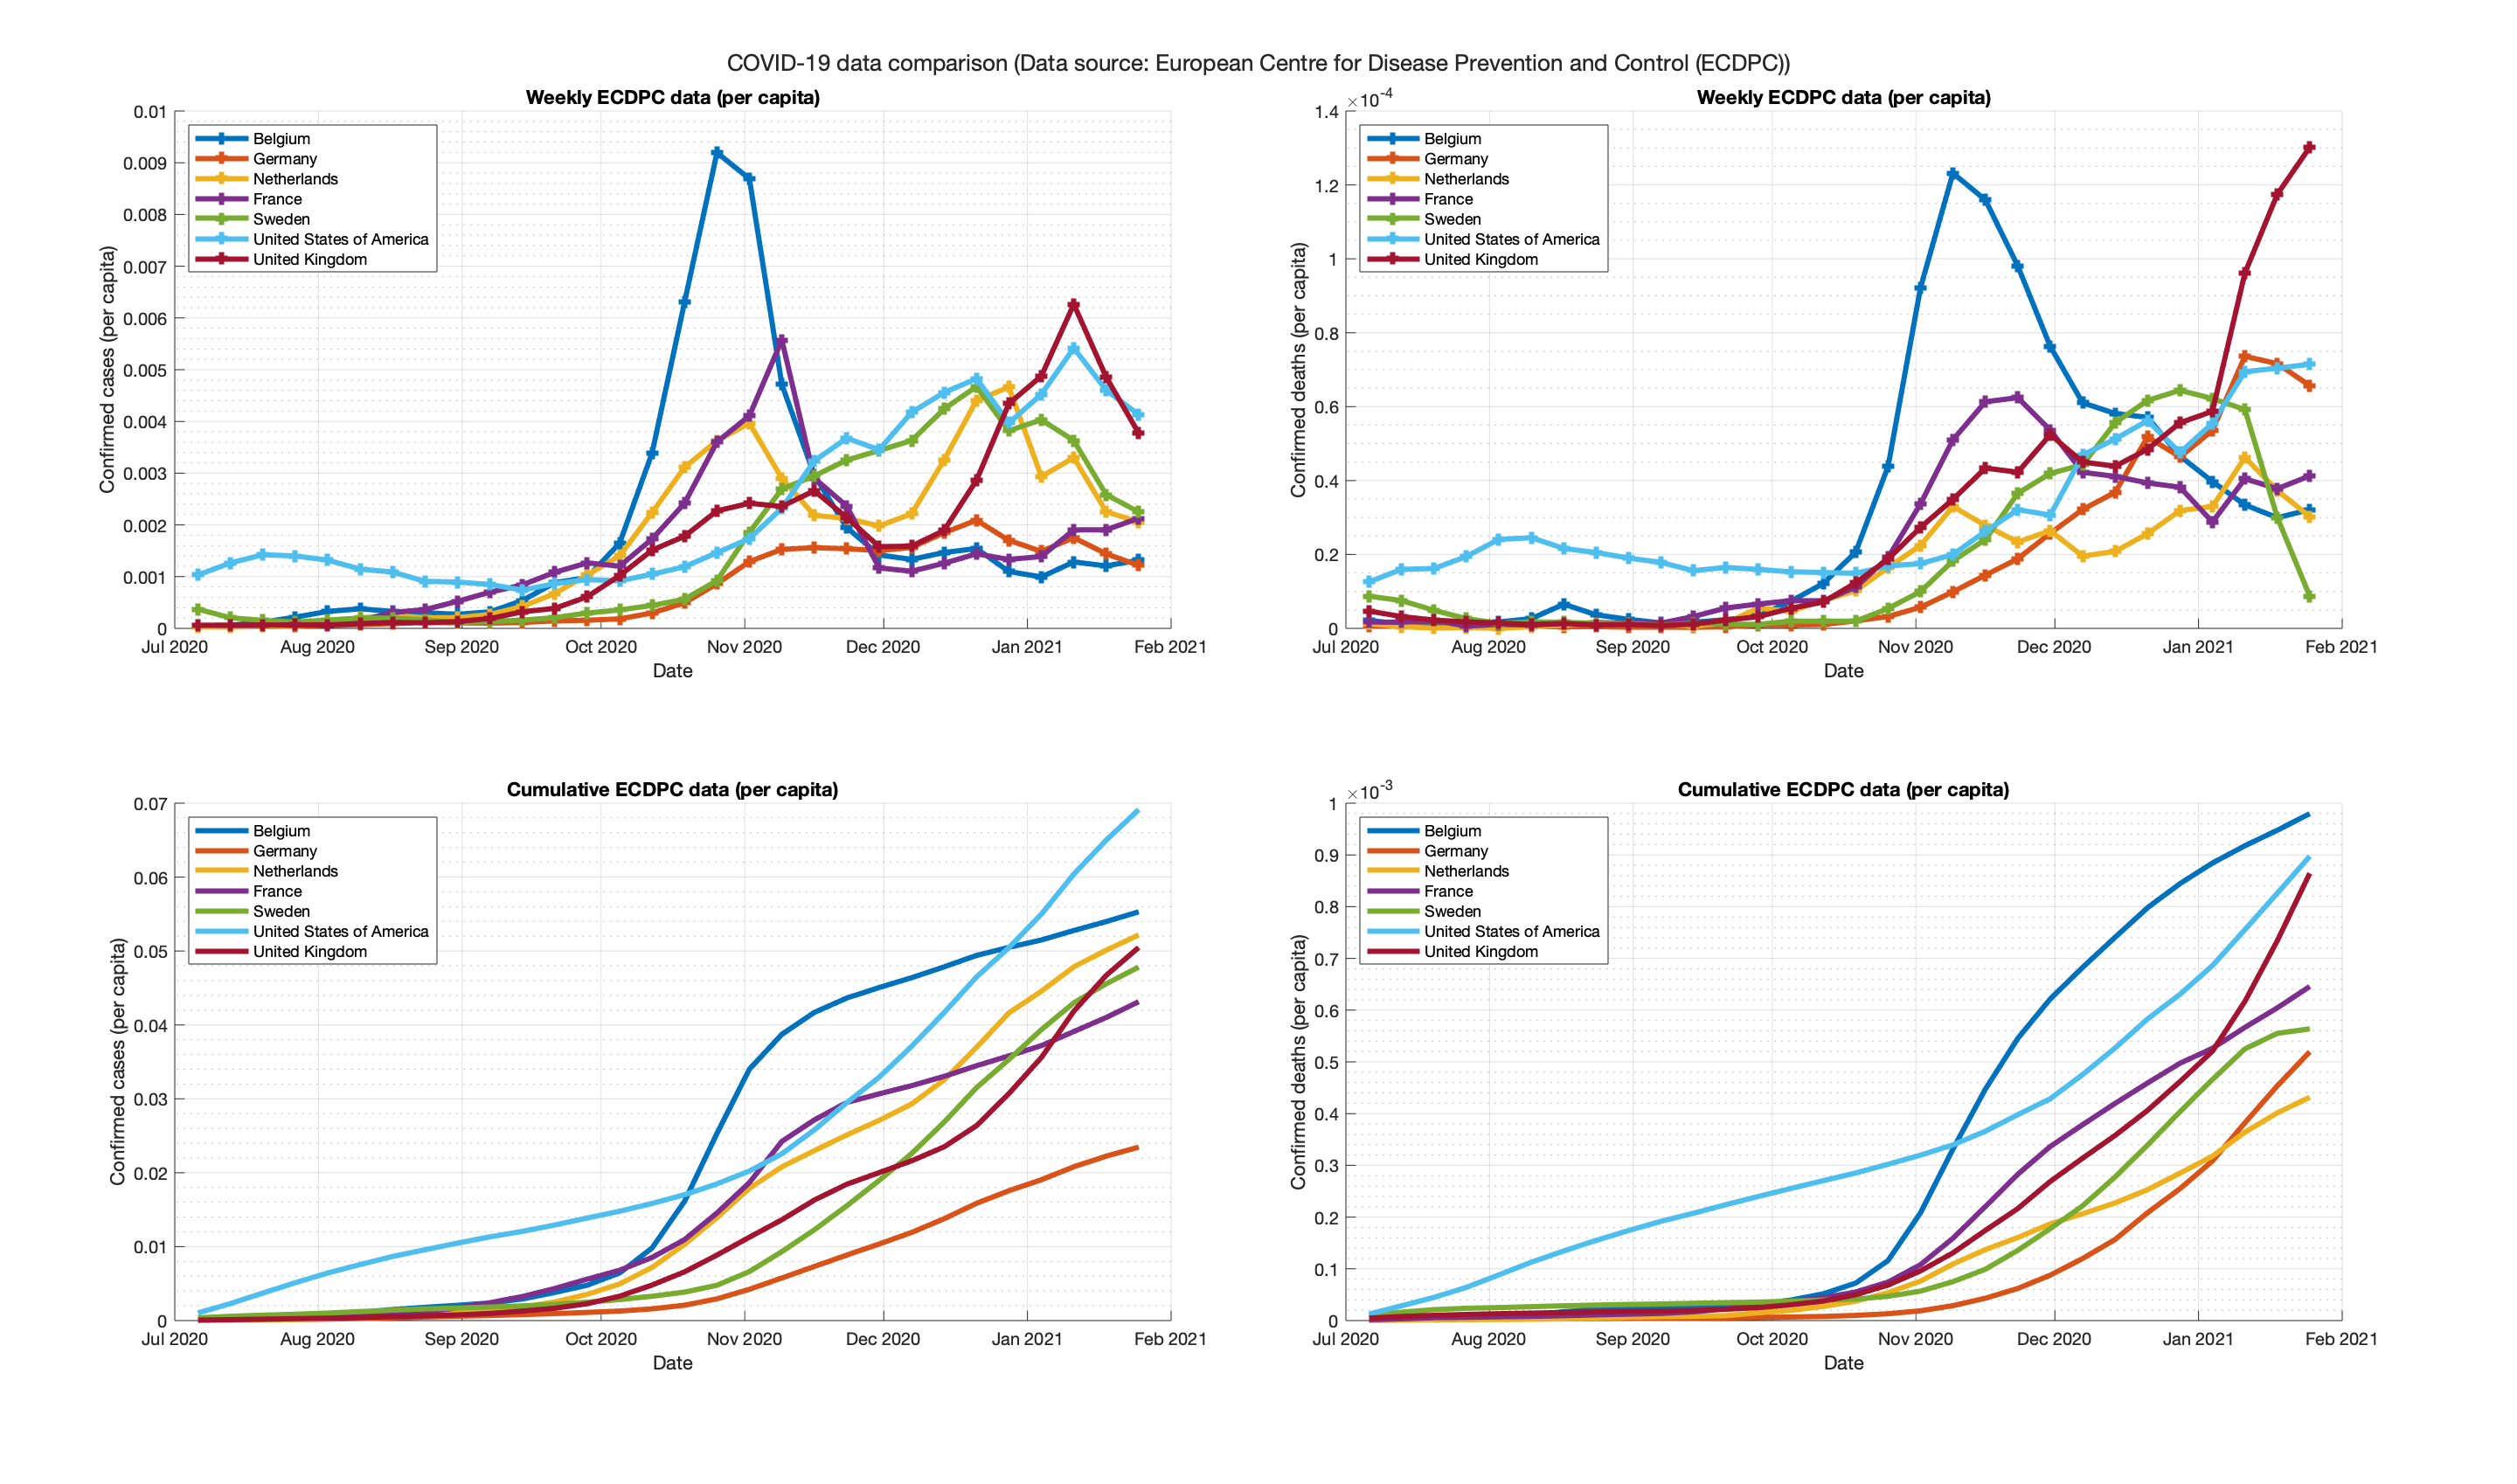 COVID-19 data comparison (Data source: European Centre for Disease Prevention and Control (ECDPC))
Weekly ECDPC data (per capita)
0.01
0.009
0.008
0.007
0.006
0.005
0.004
0.003
0.002
0.001
0
Confirmed cases (per capita)
Belgium
Germany
Netherlands
France
Sweden
United States of America
United Kingdom
Jul 2020 Aug 2020 Sep 2020 Oct 2020 Nov 2020 Dec 2020 Jan 2021 Feb 2021
Date
Weekly ECDPC data (per capita)
×10-4
1.4
1.2
1
0.8
0.6
0.4
0.2
0
Confirmed deaths (per capita)
Belgium
Germany
Netherlands
France
Sweden
United States of America
United Kingdom
Jul 2020 Aug 2020 Sep 2020 Oct 2020 Nov 2020 Dec 2020 Jan 2021 Feb 2021
Date
Cumulative ECDPC data (per capita)
0.07
0.06
0.05
0.04
0.03
0.02
0.01
0
Confirmed cases (per capita)
Belgium
Germany
Netherlands
France
Sweden
United States of America
United Kingdom
Jul 2020 Aug 2020 Sep 2020 Oct 2020 Nov 2020 Dec 2020 Jan 2021 Feb 2021
Date
Cumulative ECDPC data (per capita)
×10-3
1
0.9
0.8
0.7
0.6
0.5
0.4
0.3
0.2
0.1
0
Confirmed deaths (per capita)
Belgium
Germany
Netherlands
France
Sweden
United States of America
United Kingdom
Jul 2020 Aug 2020 Sep 2020 Oct 2020 Nov 2020 Dec 2020 Jan 2021 Feb 2021
Date